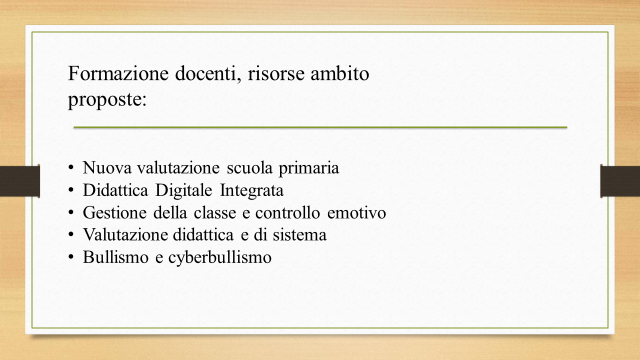 Formazione docenti, risorse ambito
proposte:
• Nuova valutazione scuola primaria
• Didattica Digitale Integrata
• Gestione della classe e controllo emotivo
• Valutazione didattica e di sistema
• Bullismo e cyberbullismo